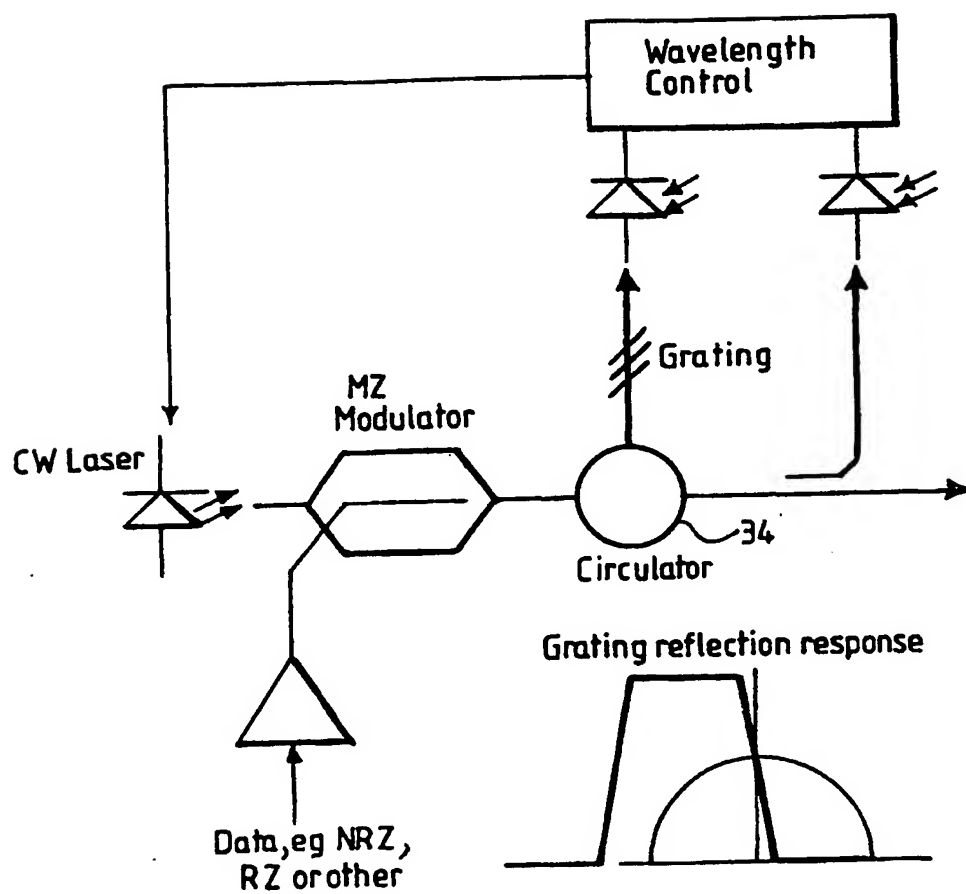 Wavelength
Control
Grating
MZ
Modulator
CW Laser
34
Circulator
Grating reflection response
Data, eg NRZ,
RZ or other